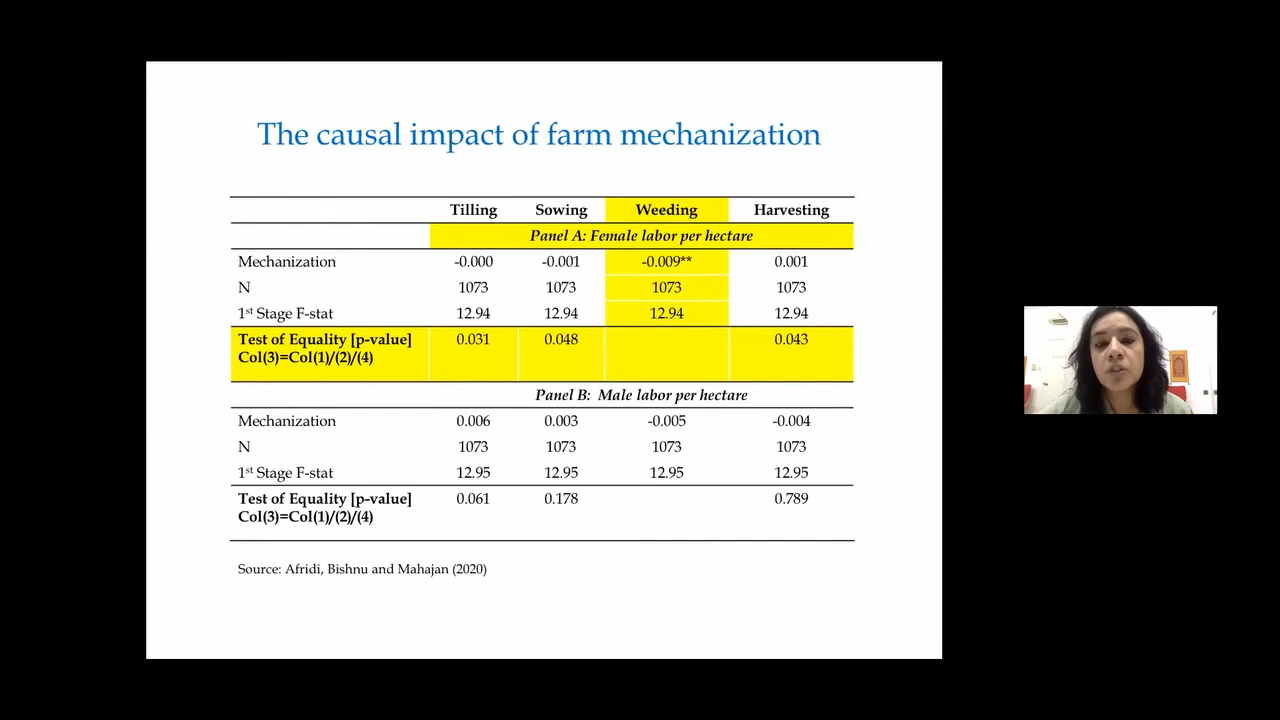 The causal impact of farm mechanization
Tilling Sowing Weeding Harvesting
Panel A: Female labor per hectare
Mechanization -0.000 -0.001 -0.009** 0.001
N 1073 1073 1073 1073
1st Stage F-stat 12.94 12.94 12.94 12.94
Test of Equality [p-value] 0.031 0.048 0.043
Col(3)=Col(1)/(2)/(4)
Panel B: Male labor per hectare
Mechanization 0.006 0.003 -0.005 -0.004
N 1073 1073 1073 1073
1st Stage F-stat 12.95 12.95 12.95 12.95
Test of Equality [p-value] 0.061 0.178 0.789
Col(3)=Col(1)/(2)/(4)
Source: Afridi, Bishnu and Mahajan (2020)